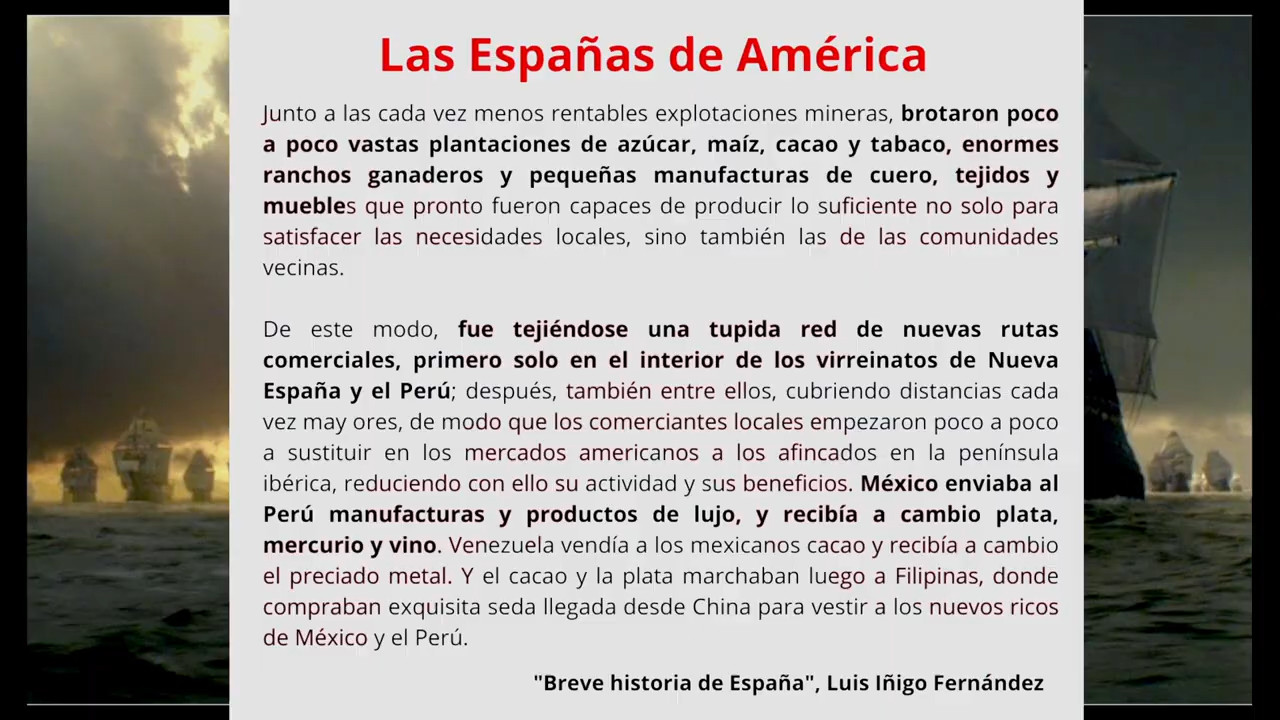 Las Españas de América
Junto a las cada vez menos rentables explotaciones mineras, brotaron poco
a poco vastas plantaciones de azúcar, maíz, cacao y tabaco, enormes
ranchos ganaderos y pequeñas manufacturas de cuero, tejidos y
muebles que pronto fueron capaces de producir lo suficiente no solo para
satisfacer las necesidades locales, sino también las de las comunidades
vecinas.
De este modo, fue tejiéndose una tupida red de nuevas rutas
comerciales, primero solo en el interior de los virreinatos de Nueva
España y el Perú; después, también entre ellos, cubriendo distancias cada
vez may ores, de modo que los comerciantes locales empezaron poco a poco
a sustituir en los mercados americanos a los afincados en la península
ibérica, reduciendo con ello su actividad y sus beneficios. México enviaba al
Perú manufacturas y productos de lujo, y recibía a cambio plata,
mercurio y vino. Venezuela vendía a los mexicanos cacao y recibía a cambio
el preciado metal. Y el cacao y la plata marchaban luego a Filipinas, donde
compraban exquisita seda llegada desde China para vestir a los nuevos ricos
de México y el Perú.
"Breve historia de España", Luis Iñigo Fernández